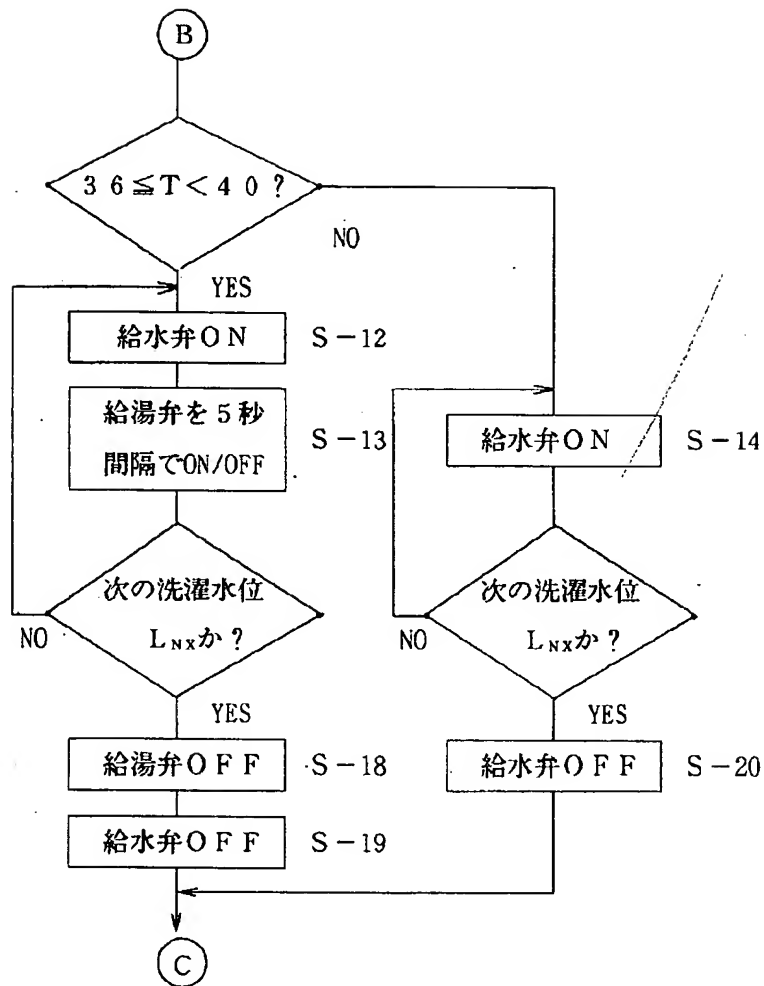 B
36≦T<40?
NO
YES
給水弁ON
S-12
給湯弁を5秒
間隔でON/OFF
S-13
給水弁ON
S-14
次の洗濯水位
LNXか?
NO
次の洗濯水位
LNXか?
NO
YES
YES
給湯弁OFF
S-18
給水弁OFF
S-20
給水弁OFF
S-19
C